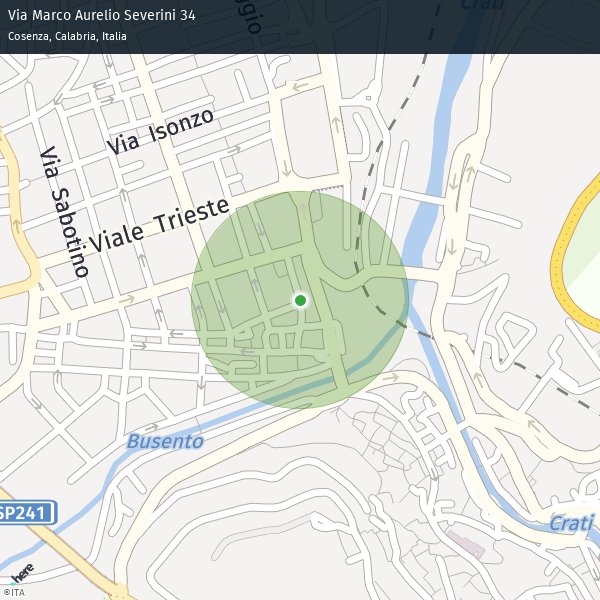 Via Marco Aurelio Severini 34
Cosenza, Calabria, Italia
Crati
Via Isonzo
Via Sabotino
Viale Trieste
Busento
SP241
Crati
here
©ITA